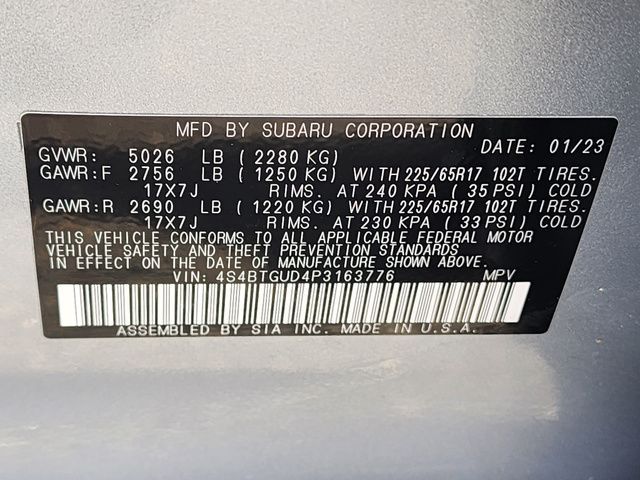 MFD BY SUBARU CORPORATION
DATE: 01/23
GVWR: 5026 LB ( 2280 KG)
GAWR:F 2756 LB ( 1250 KG) WITH 225/65R17 102T TIRES.
17X7J RIMS. AT 240 KPA ( 35 PSI) COLD
GAWR:R 2690 LB ( 1220 KG) WITH 225/65R17 102T TIRES.
17X7J RIMS. AT 230 KPA ( 33 PSI) COLD
THIS VEHICLE CONFORMS TO ALL APPLICABLE FEDERAL MOTOR
VEHICLE SAFETY AND THEFT PREVENTION STANDARDS IN EFFECT
ON THE DATE OF MANUFACTURE SHOWN ABOVE.
VIN: 4S4BTGUD4P3163776 MPV
ASSEMBLED BY SIA INC. MADE IN U.S.A.